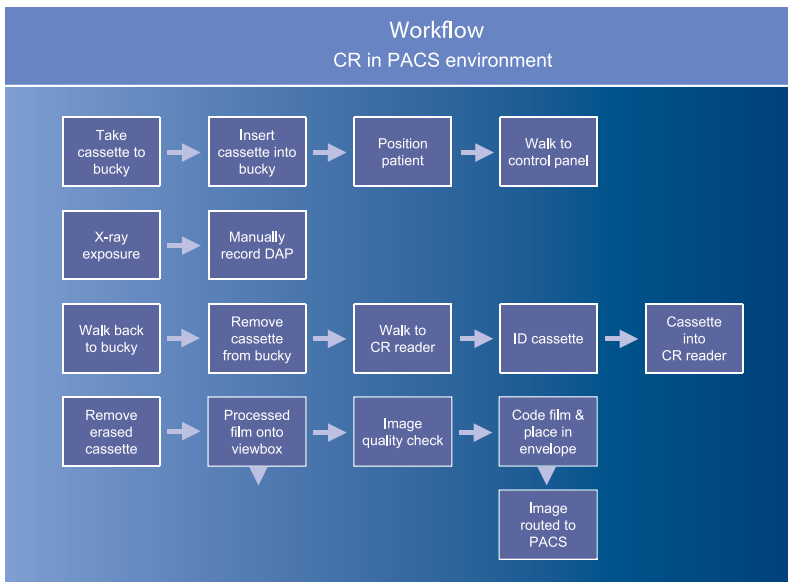 Workflow
CR in PACS environment
Take
cassette to
bucky
Insert
cassette into
bucky
Position
patient
Walk to
control panel
X-ray
exposure
Manually
record DAP
Walk back
to bucky
Remove
cassette
from bucky
Walk to
CR reader
ID cassette
Cassette
into
CR reader
Remove
erased
cassette
Processed
film onto
viewbox
Image
quality check
Code film &
place in
envelope
Image
routed to
PACS